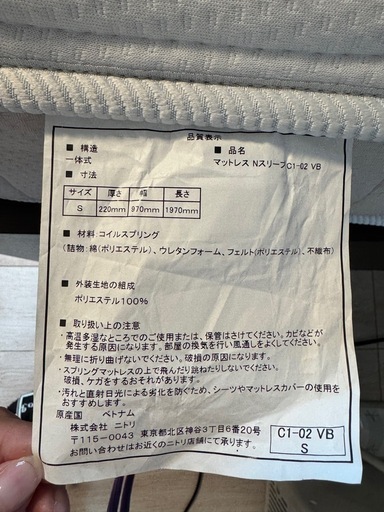 品質表示
■ 構造
一体式
■ 品名
マットレス NスリープC1-02 VB
■ 寸法
サイズ 厚さ 幅 長さ
S 220mm 970mm 1970mm
■ 材料 コイルスプリング
(詰物:綿(ポリエステル)、ウレタンフォーム、フェルト(ポリエステル)、不織布)
■ 外装生地の組成
ポリエステル100%
■ 取り扱い上の注意
・高温多湿なところでのご使用または、保管はさけてください。カビなどが
発生する原因になります。部屋の換気を行い風通しをよくしてください。
・無理に折り曲げないでください。破損の原因になります。
・スプリングマットレスの上で飛んだり跳ねたりしないでください。
破損、ケガをするおそれがあります。
・汚れと直射日光による劣化を防ぐため、シーツやマットレスカバーの使用を
おすすめします。
原産国 ベトナム
株式会社 ニトリ
〒115-0043 東京都北区神谷3丁目6番20号
お問い合わせはお近くのニトリ店舗にて承ります。
C1-02 VB
S